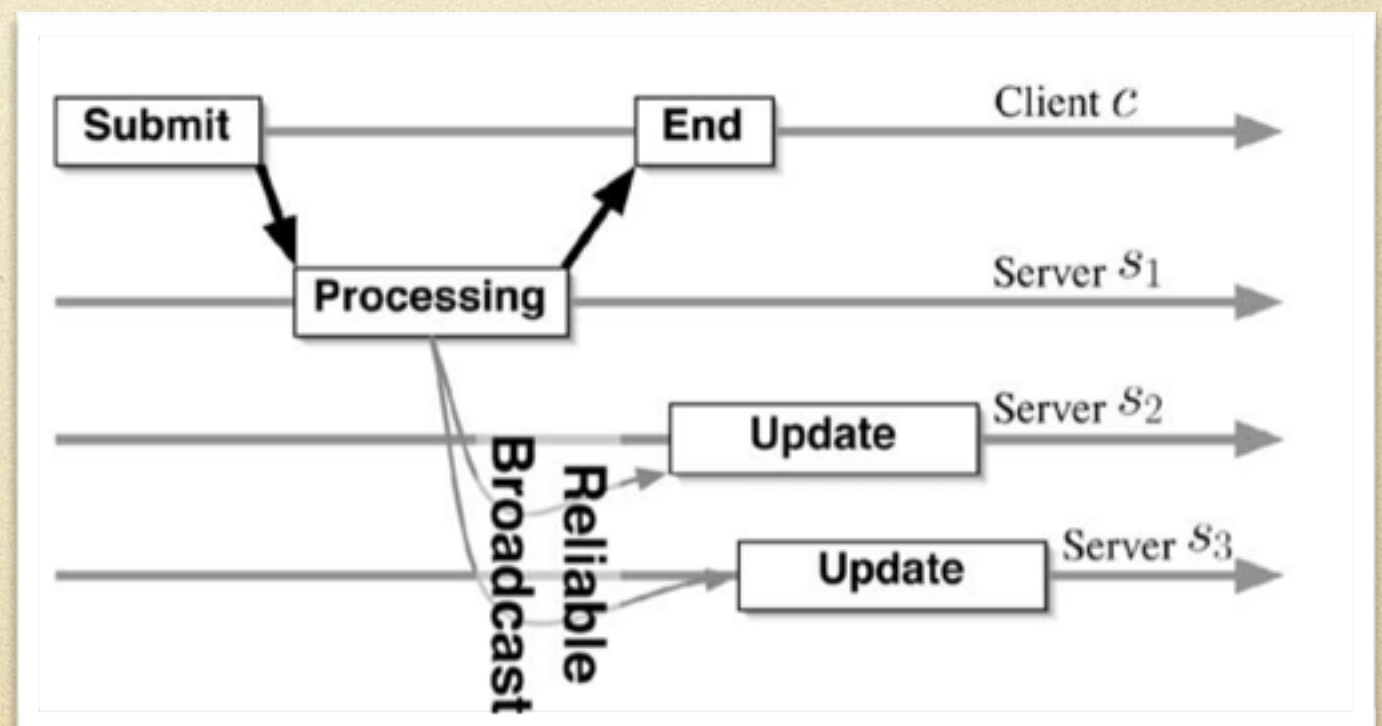 Submit
End
Client C
Processing
Server S1
Update
Server S2
Reliable
Broadcast
Update
Server S3